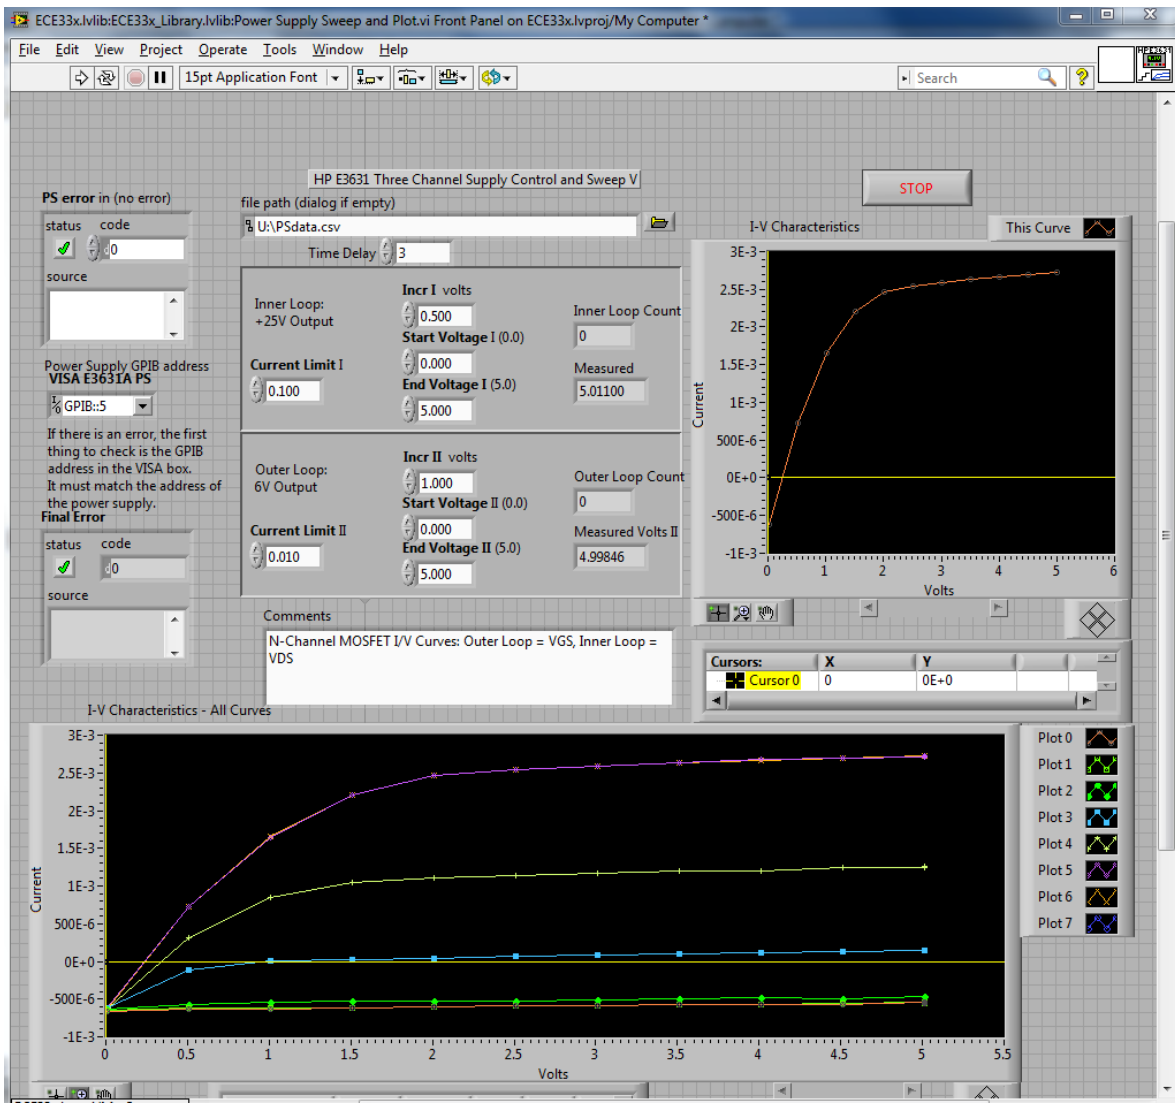 ECE33x.lvlib:ECE33x_Library.lvlib:Power Supply Sweep and Plot.vi Front Panel on ECE33x.lvproj/My Computer *
File Edit View Project Operate Tools Window Help
15pt Application Font
Search
HP E3631 Three Channel Supply Control and Sweep V
STOP
PS error in (no error)
status code
0
source
file path (dialog if empty)
U:\PSdata.csv
Time Delay 3
Inner Loop:
+25V Output
Incr I volts
0.500
Start Voltage I (0.0)
0.000
End Voltage I (5.0)
5.000
Current Limit I
0.100
Inner Loop Count
0
Measured
5.01100
Power Supply GPIB address
VISA E3631A PS
GPIB::5
If there is an error, the first
thing to check is the GPIB
address in the VISA box.
It must match the address of
the power supply.
Outer Loop:
6V Output
Incr II volts
1.000
Start Voltage II (0.0)
0.000
End Voltage II (5.0)
5.000
Current Limit II
0.010
Outer Loop Count
0
Measured Volts II
4.99846
Final Error
status code
0
source
Comments
N-Channel MOSFET I/V Curves: Outer Loop = VGS, Inner Loop =
VDS
I-V Characteristics
This Curve
3E-3
2.5E-3
2E-3
1.5E-3
1E-3
500E-6
0E+0
-500E-6
-1E-3
Current
0 1 2 3 4 5 6
Volts
Cursors: X Y
Cursor 0 0 0E+0
I-V Characteristics - All Curves
3E-3
2.5E-3
2E-3
1.5E-3
1E-3
500E-6
0E+0
-500E-6
-1E-3
Current
0 0.5 1 1.5 2 2.5 3 3.5 4 4.5 5 5.5
Volts
Plot 0
Plot 1
Plot 2
Plot 3
Plot 4
Plot 5
Plot 6
Plot 7